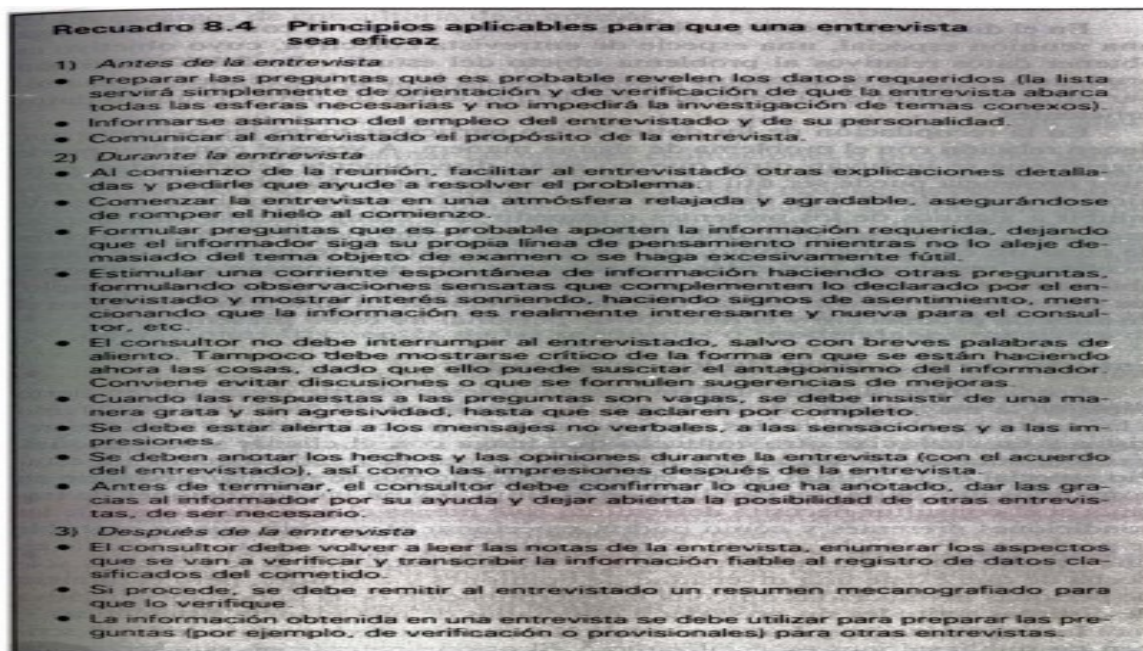 Recuadro 8.4 Principios aplicables para que una entrevista
sea eficaz
1) Antes de la entrevista
• Preparar las preguntas que es probable revelen los datos requeridos (la lista
servirá simplemente de orientación y de verificación de que la entrevista abarca
todas las esferas necesarias y no impedirá la investigación de temas conexos).
• Informarse asimismo del empleo del entrevistado y de su personalidad.
• Comunicar al entrevistado el propósito de la entrevista.
2) Durante la entrevista
• Al comienzo de la reunión, facilitar al entrevistado otras explicaciones detalla-
das y pedirle que ayude a resolver el problema.
• Comenzar la entrevista en una atmósfera relajada y agradable, asegurándose
de romper el hielo al comienzo.
• Formular preguntas que es probable aporten la información requerida, dejando
que el informador siga su propia línea de pensamiento mientras no lo aleje de-
masiado del tema objeto de examen o se haga excesivamente fútil.
• Estimular una corriente espontánea de información haciendo otras preguntas,
formulando observaciones sensatas que complementen lo declarado por el en-
trevistado y mostrar interés sonriendo, haciendo signos de asentimiento, men-
cionando que la información es realmente interesante y nueva para el consul-
tor, etc.
• El consultor no debe interrumpir al entrevistado, salvo con breves palabras de
aliento. Tampoco debe mostrarse crítico de la forma en que se están haciendo
ahora las cosas, dado que ello puede suscitar el antagonismo del informador.
Conviene evitar discusiones o que se formulen sugerencias de mejoras.
• Cuando las respuestas a las preguntas son vagas, se debe insistir de una ma-
nera grata y sin agresividad, hasta que se aclaren por completo.
• Se debe estar alerta a los mensajes no verbales, a las sensaciones y a las im-
presiones.
• Se deben anotar los hechos y las opiniones durante la entrevista (con el acuerdo
del entrevistado), así como las impresiones después de la entrevista.
• Antes de terminar, el consultor debe confirmar lo que ha anotado, dar las gra-
cias al informador por su ayuda y dejar abierta la posibilidad de otras entrevis-
tas, de ser necesario.
3) Después de la entrevista
• El consultor debe volver a leer las notas de la entrevista, enumerar los aspectos
que se van a verificar y transcribir la información fiable al registro de datos cla-
sificados del cometido.
• Si procede, se debe remitir al entrevistado un resumen mecanografiado para
que lo verifique.
• La información obtenida en una entrevista se debe utilizar para preparar las pre-
guntas (por ejemplo, de verificación o provisionales) para otras entrevistas.